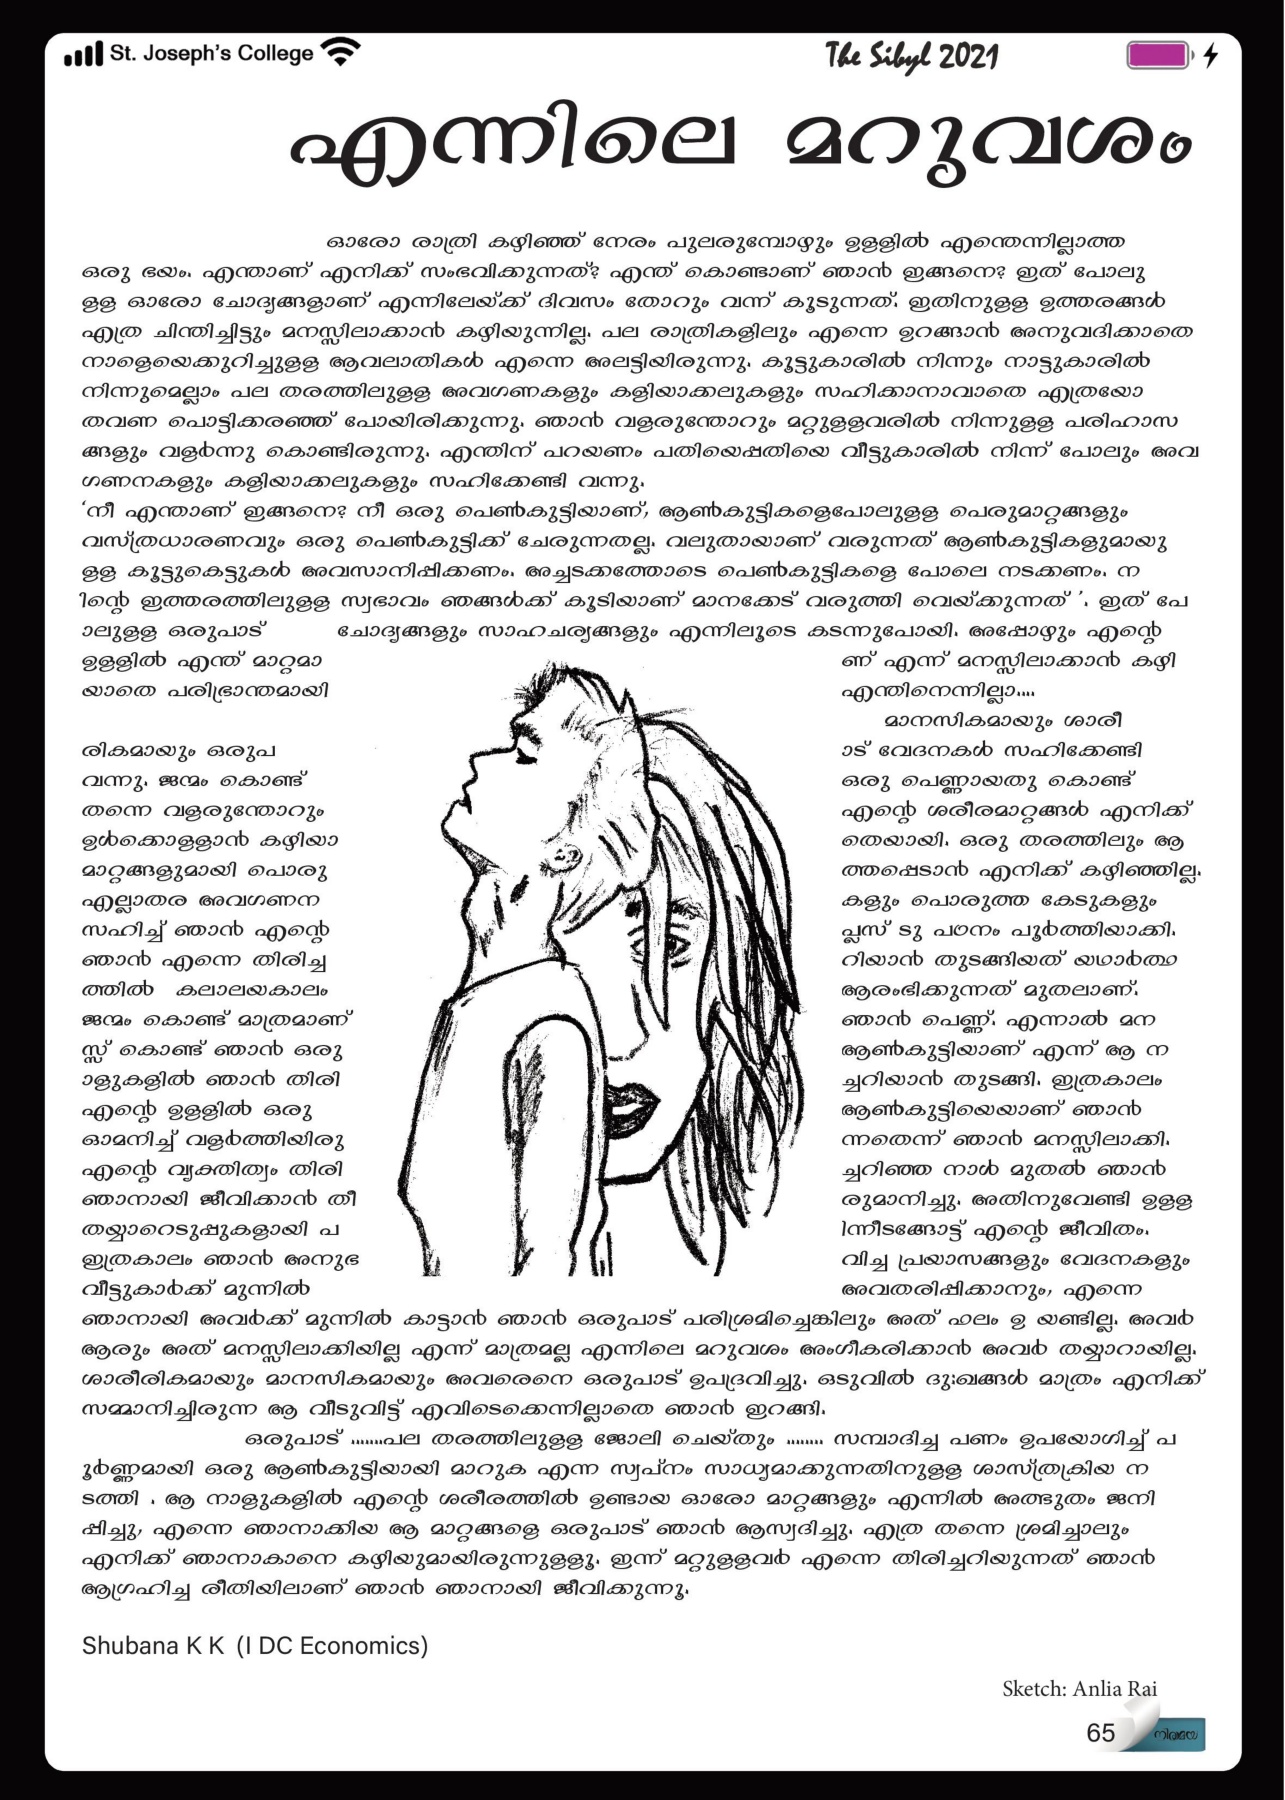 St. Joseph's College
The Sibyl 2021
എന്നിലെ മറുവശം
ഓരോ രാത്രി കഴിഞ്ഞ് നേരം പുലരുമ്പോഴും ഉള്ളിൽ എന്തെന്നില്ലാത്ത
ഒരു ഭയം. എന്താണ് എനിക്ക് സംഭവിക്കുന്നത്? എന്ത് കൊണ്ടാണ് ഞാൻ ഇങ്ങനെ? ഇത് പോലു
ള്ള ഓരോ ചോദ്യങ്ങളാണ് എന്നിലേയ്ക്ക് ദിവസം തോറും വന്ന് കൂടുന്നത്. ഇതിനുള്ള ഉത്തരങ്ങൾ
എത്ര ചിന്തിച്ചിട്ടും മനസ്സിലാക്കാൻ കഴിയുന്നില്ല. പല രാത്രികളിലും എന്നെ ഉറങ്ങാൻ അനുവദിക്കാതെ
നാളെയെക്കുറിച്ചുള്ള ആവലാതികൾ എന്നെ അലട്ടിയിരുന്നു. കൂട്ടുകാരിൽ നിന്നും നാട്ടുകാരിൽ
നിന്നുമെല്ലാം പല തരത്തിലുള്ള അവഗണകളും കളിയാക്കലുകളും സഹിക്കാനാവാതെ എത്രയോ
തവണ പൊട്ടിക്കരഞ്ഞ് പോയിരിക്കുന്നു. ഞാൻ വളരുന്തോറും മറ്റുള്ളവരിൽ നിന്നുള്ള പരിഹാസ
ങ്ങളും വളർന്നു കൊണ്ടിരുന്നു. എന്തിന് പറയണം പതിയെപ്പതിയെ വീട്ടുകാരിൽ നിന്ന് പോലും അവ
ഗണനകളും കളിയാക്കലുകളും സഹിക്കേണ്ടി വന്നു.
'നീ എന്താണ് ഇങ്ങനെ? നീ ഒരു പെൺകുട്ടിയാണ്, ആൺകുട്ടികളെപോലുള്ള പെരുമാറ്റങ്ങളും
വസ്ത്രധാരണവും ഒരു പെൺകുട്ടിക്ക് ചേരുന്നതല്ല. വലുതായാണ് വരുന്നത് ആൺകുട്ടികളുമായു
ള്ള കൂട്ടുകെട്ടുകൾ അവസാനിപ്പിക്കണം. അച്ചടക്കത്തോടെ പെൺകുട്ടികളെ പോലെ നടക്കണം. ന
ിന്റെ ഇത്തരത്തിലുള്ള സ്വഭാവം ഞങ്ങൾക്ക് കൂടിയാണ് മാനക്കേട് വരുത്തി വെയ്ക്കുന്നത് '. ഇത് പേ
ാലുള്ള ഒരുപാട് ചോദ്യങ്ങളും സാഹചര്യങ്ങളും എന്നിലൂടെ കടന്നുപോയി. അപ്പോഴും എന്റെ
ഉള്ളിൽ എന്ത് മാറ്റമാ ണ് എന്ന് മനസ്സിലാക്കാൻ കഴി
യാതെ പരിഭ്രാന്തമായി എന്തിനെന്നില്ലാ....
മാനസികമായും ശാരീ
രികമായും ഒരുപ ാട് വേദനകൾ സഹിക്കേണ്ടി
വന്നു. ജന്മം കൊണ്ട് ഒരു പെണ്ണായതു കൊണ്ട്
തന്നെ വളരുന്തോറും എന്റെ ശരീരമാറ്റങ്ങൾ എനിക്ക്
ഉൾക്കൊള്ളാൻ കഴിയാ തെയായി. ഒരു തരത്തിലും ആ
മാറ്റങ്ങളുമായി പൊരു ത്തപ്പെടാൻ എനിക്ക് കഴിഞ്ഞില്ല.
എല്ലാതര അവഗണന കളും പൊരുത്ത കേടുകളും
സഹിച്ച് ഞാൻ എന്റെ പ്ലസ് ടു പഠനം പൂർത്തിയാക്കി.
ഞാൻ എന്നെ തിരിച്ച റിയാൻ തുടങ്ങിയത് യഥാർത്ഥ
ത്തിൽ കലാലയകാലം ആരംഭിക്കുന്നത് മുതലാണ്.
ജന്മം കൊണ്ട് മാത്രമാണ് ഞാൻ പെണ്ണ്. എന്നാൽ മന
സ്സ് കൊണ്ട് ഞാൻ ഒരു ആൺകുട്ടിയാണ് എന്ന് ആ ന
ാളുകളിൽ ഞാൻ തിരി ച്ചറിയാൻ തുടങ്ങി. ഇത്രകാലം
എന്റെ ഉള്ളിൽ ഒരു ആൺകുട്ടിയെയാണ് ഞാൻ
ഓമനിച്ച് വളർത്തിയിരു ന്നതെന്ന് ഞാൻ മനസ്സിലാക്കി.
എന്റെ വ്യക്തിത്വം തിരി ച്ചറിഞ്ഞ നാൾ മുതൽ ഞാൻ
ഞാനായി ജീവിക്കാൻ തീ രുമാനിച്ചു. അതിനുവേണ്ടി ഉള്ള
തയ്യാറെടുപ്പുകളായി പ ിന്നീടങ്ങോട്ട് എന്റെ ജീവിതം.
ഇത്രകാലം ഞാൻ അനുഭ വിച്ച പ്രയാസങ്ങളും വേദനകളും
വീട്ടുകാർക്ക് മുന്നിൽ അവതരിപ്പിക്കാനും, എന്നെ
ഞാനായി അവർക്ക് മുന്നിൽ കാട്ടാൻ ഞാൻ ഒരുപാട് പരിശ്രമിച്ചെങ്കിലും അത് ഫലം ഉ യണ്ടില്ല. അവർ
ആരും അത് മനസ്സിലാക്കിയില്ല എന്ന് മാത്രമല്ല എന്നിലെ മറുവശം അംഗീകരിക്കാൻ അവർ തയ്യാറായില്ല.
ശാരീരികമായും മാനസികമായും അവരെനെ ഒരുപാട് ഉപദ്രവിച്ചു. ഒടുവിൽ ദുഃഖങ്ങൾ മാത്രം എനിക്ക്
സമ്മാനിച്ചിരുന്ന ആ വീടുവിട്ട് എവിടെക്കെന്നില്ലാതെ ഞാൻ ഇറങ്ങി.
ഒരുപാട് .......പല തരത്തിലുള്ള ജോലി ചെയ്തും ........ സമ്പാദിച്ച പണം ഉപയോഗിച്ച് പ
ൂർണ്ണമായി ഒരു ആൺകുട്ടിയായി മാറുക എന്ന സ്വപ്നം സാധ്യമാക്കുന്നതിനുള്ള ശാസ്ത്രക്രിയ ന
ടത്തി . ആ നാളുകളിൽ എന്റെ ശരീരത്തിൽ ഉണ്ടായ ഓരോ മാറ്റങ്ങളും എന്നിൽ അത്ഭുതം ജനി
പ്പിച്ചു, എന്നെ ഞാനാക്കിയ ആ മാറ്റങ്ങളെ ഒരുപാട് ഞാൻ ആസ്വദിച്ചു. എത്ര തന്നെ ശ്രമിച്ചാലും
എനിക്ക് ഞാനാകാനെ കഴിയുമായിരുന്നുള്ളൂ. ഇന്ന് മറ്റുള്ളവർ എന്നെ തിരിച്ചറിയുന്നത് ഞാൻ
ആഗ്രഹിച്ച രീതിയിലാണ് ഞാൻ ഞാനായി ജീവിക്കുന്നൂ.
Shubana K K (I DC Economics)
Sketch: Anlia Rai
65